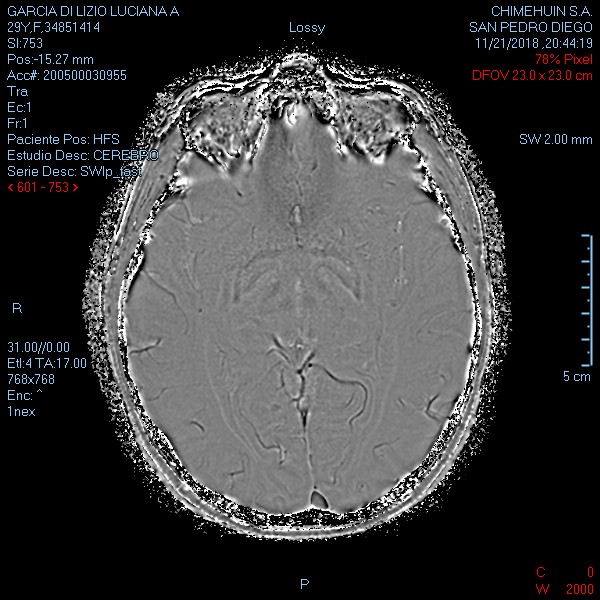 GARCIA DI LIZIO LUCIANA A
29Y,F,34851414
Sl:753
Pos:-15.27 mm
Acc#: 200500030955
Tra
Ec:1
Fr:1
Paciente Pos: HFS
Estudio Desc: CEREBRO
Serie Desc: SWIp_fast
< 601 - 753 >
Lossy
CHIMEHUIN S.A.
SAN PEDRO DIEGO
11/21/2018 ,20:44:19
78% Pixel
DFOV 23.0 x 23.0 cm
SW 2.00 mm
R
5 cm
31.00//0.00
Etl:4 TA:17.00
768x768
Enc: ^
1nex
P
C 0
W 2000